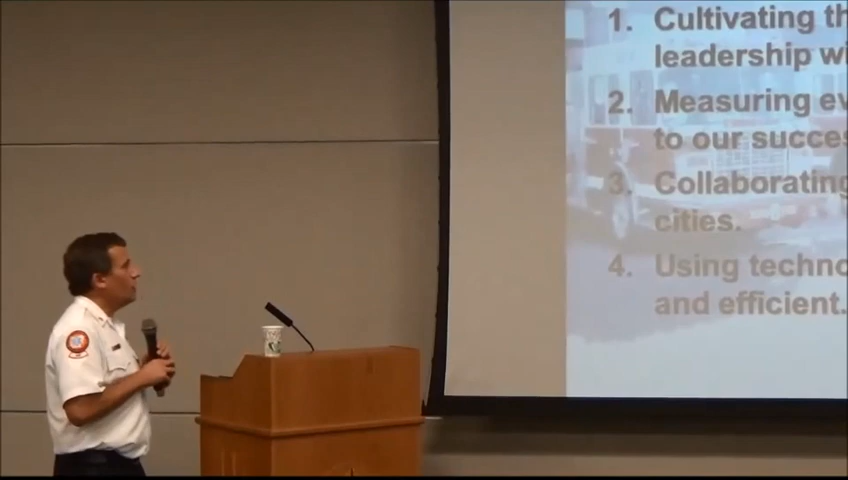 1. Cultivating th
leadership wi
2. Measuring ev
to our succes
3. Collaborating
cities.
4. Using techno
and efficient.